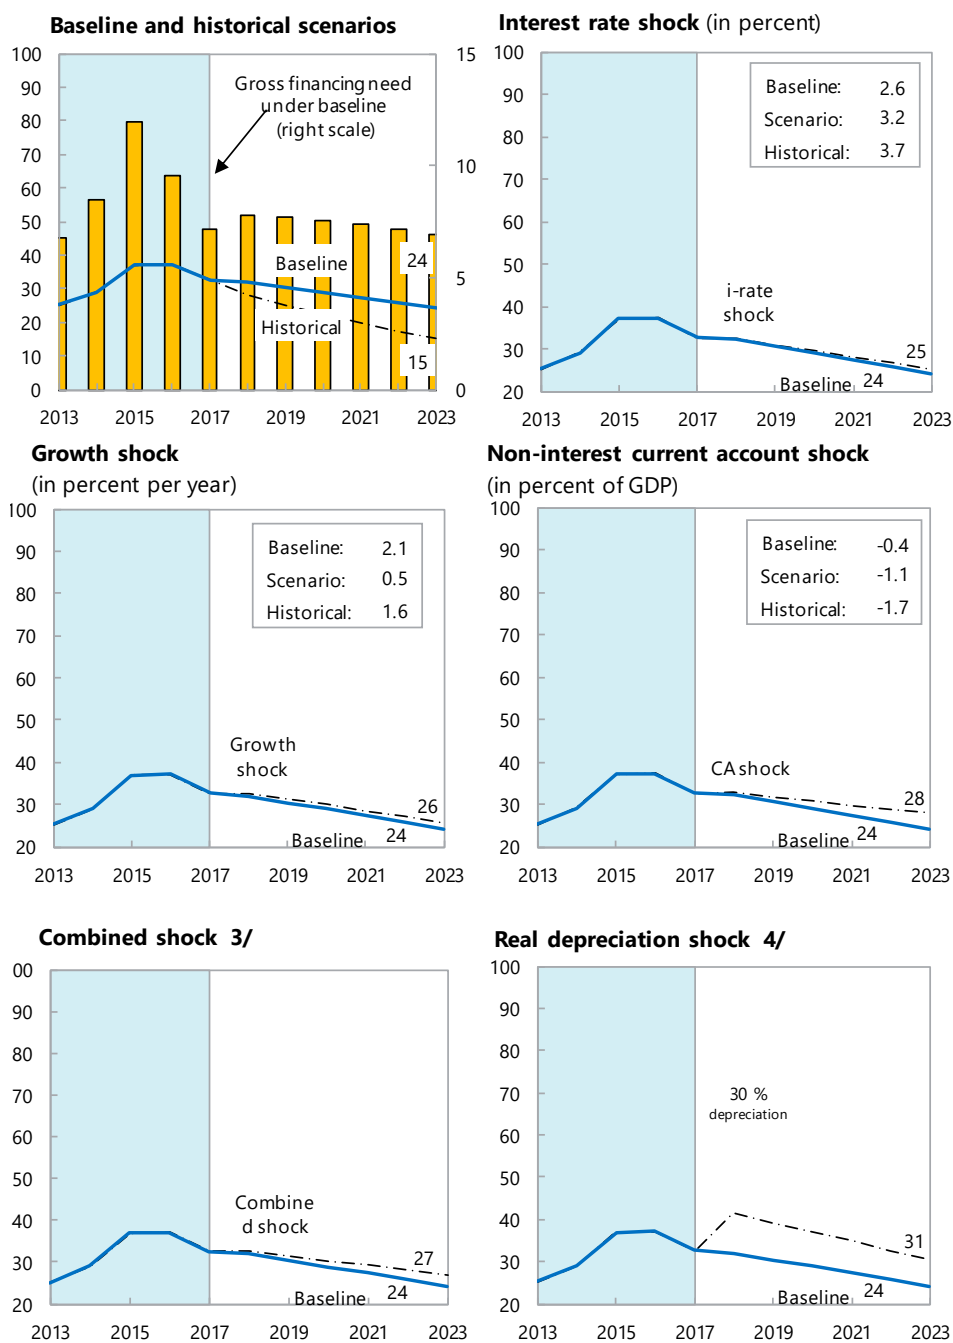 Baseline and historical scenarios
100
90
80
70
60
50
40
30
20
10
0
15
10
5
0
Gross financing need
under baseline
(right scale)
Baseline
24
Historical
15
2013 2015 2017 2019 2021 2023
Interest rate shock (in percent)
100
90
80
70
60
50
40
30
20
Baseline: 2.6
Scenario: 3.2
Historical: 3.7
i-rate
shock
25
Baseline 24
2013 2015 2017 2019 2021 2023
Growth shock
(in percent per year)
100
90
80
70
60
50
40
30
20
Baseline: 2.1
Scenario: 0.5
Historical: 1.6
Growth
shock
26
Baseline 24
2013 2015 2017 2019 2021 2023
Non-interest current account shock
(in percent of GDP)
100
90
80
70
60
50
40
30
20
Baseline: -0.4
Scenario: -1.1
Historical: -1.7
CA shock
28
Baseline 24
2013 2015 2017 2019 2021 2023
Combined shock 3/
00
90
80
70
60
50
40
30
20
Combine
d shock
27
Baseline 24
2013 2015 2017 2019 2021 2023
Real depreciation shock 4/
100
90
80
70
60
50
40
30
20
30 %
depreciation
31
24
Baseline
2013 2015 2017 2019 2021 2023